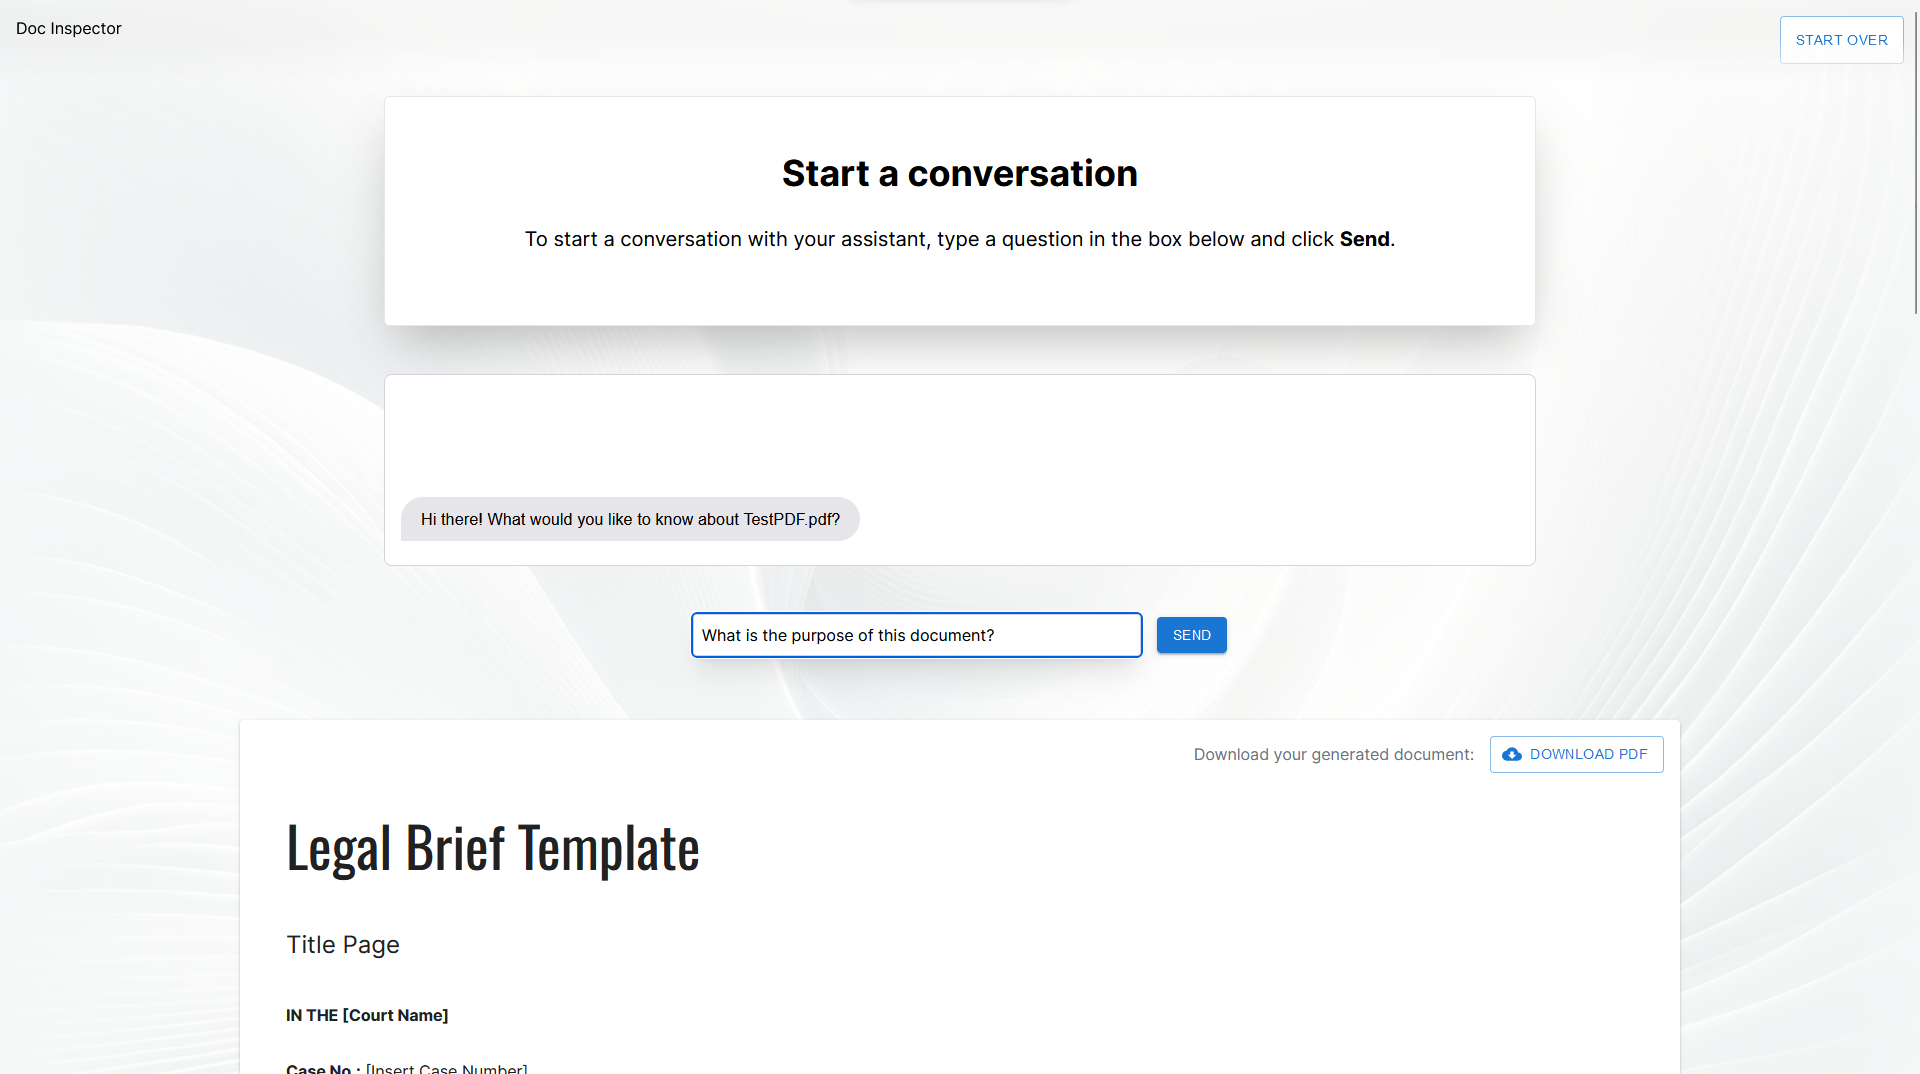 Doc Inspector
START OVER
Start a conversation
To start a conversation with your assistant, type a question in the box below and click Send.
Hi there! What would you like to know about TestPDF.pdf?
What is the purpose of this document?
SEND
Download your generated document:
DOWNLOAD PDF
Legal Brief Template
Title Page
IN THE [Court Name]
Case No.: [Insert Case Number]